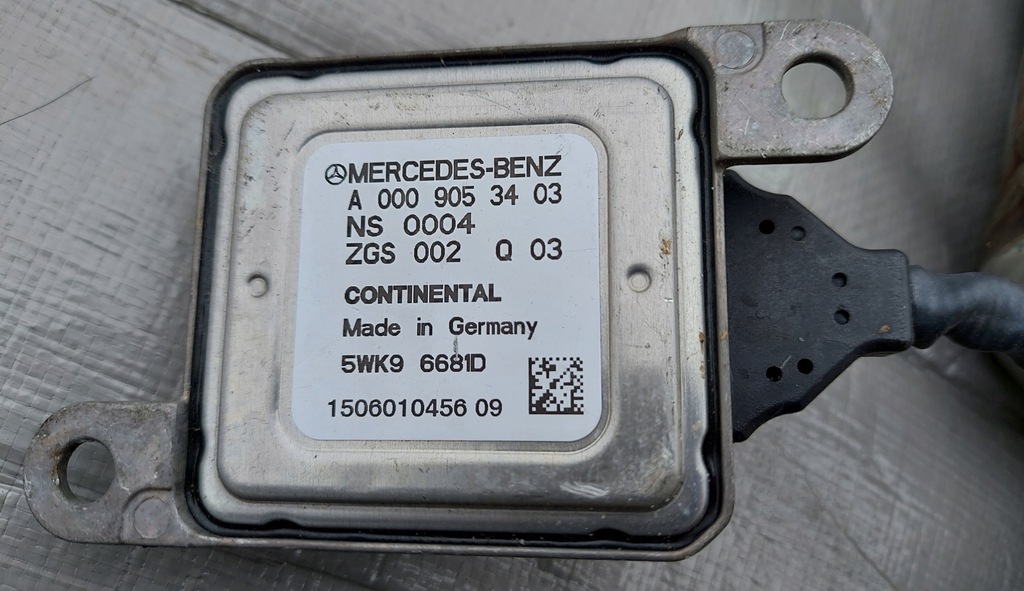 MERCEDES-BENZ
A 000 905 34 03
NS 0004
ZGS 002 Q 03
CONTINENTAL
Made in Germany
5WK9 6681D
1506010456 09